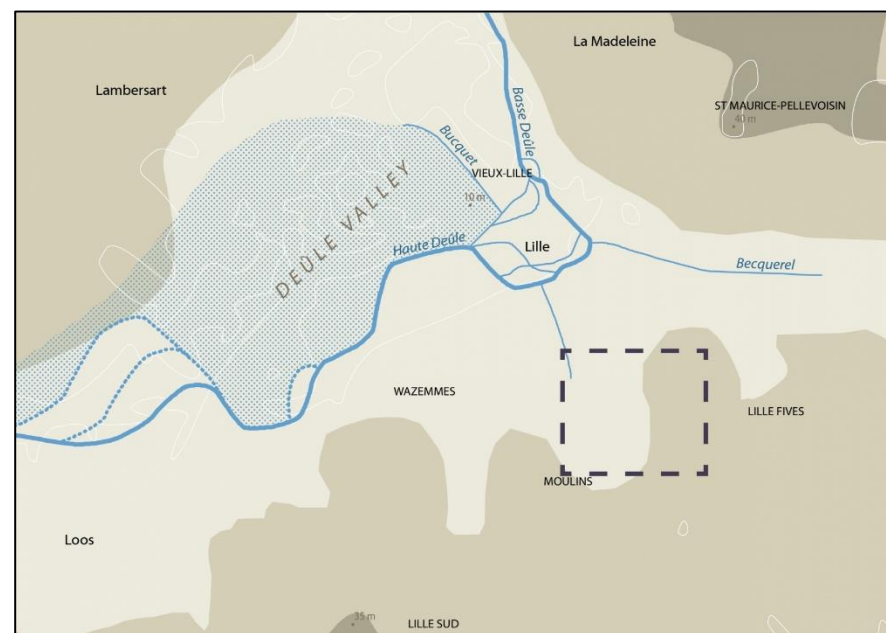 La Madeleine
Lambersart
ST MAURICE-PELLEVOISIN
40 m
Basse Deûle
Bucquet
VIEUX-LILLE
DEÛLE VALLEY
10 m
Haute Deûle
Lille
Becquerel
WAZEMMES
LILLE FIVES
MOULINS
Loos
35 m
LILLE SUD